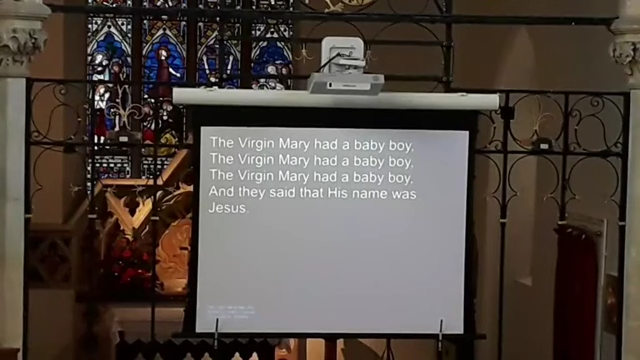 The Virgin Mary had a baby boy,
The Virgin Mary had a baby boy,
The Virgin Mary had a baby boy,
And they said that His name was
Jesus.